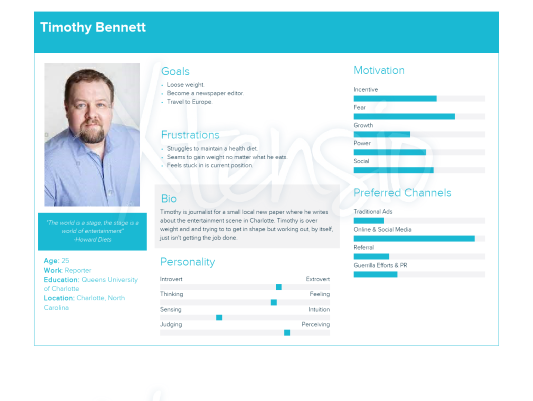 Timothy Bennett
"The world is a stage, the stage is a
world of entertainment"
-Howard Diets
Age: 29
Work: Reporter
Education: Queens University
of Charlotte
Location: Charlotte, North
Carolina
Goals
Loose weight.
Become a newspaper editor
Travel to Europe.
Frustrations
Struggles to maintain a health diet.
Seams to gain weight no matter what he eats.
Feels stuck in is current position.
Bio
Timothy is journalist for a small local new paper where he writes
about the entertainment scene in Charlotte. Timothy is over
weight and and trying to to get in shape but working out, by itself,
just isn't getting the job done.
Personality
Introvert Extrovert
Thinking Feeling
Sensing Intuition
Judging Perceiving
Motivation
Incentive
Fear
Growth
Power
Social
Preferred Channels
Traditional Ads
Online & Social Media
Referral
Guerrilla Efforts & PR
Xtensio